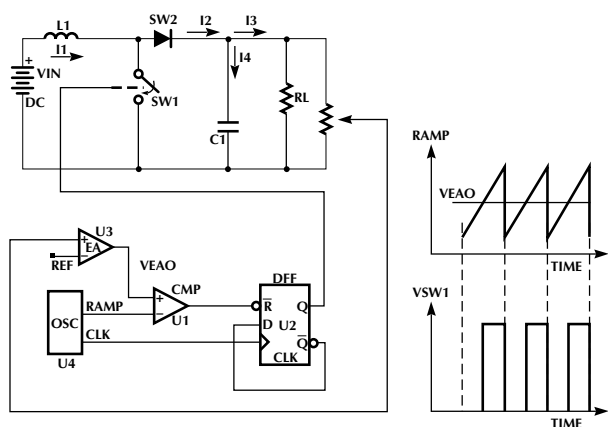 L1
SW2
I2
I3
I1
I4
+
VIN
DC
SW1
RL
C1
RAMP
VEAO
TIME
U3
+
EA
−
REF
VEAO
DFF
CMP
RAMP
+
−
U1
R
Q
D
U2
Q
CLK
OSC
CLK
U4
VSW1
TIME